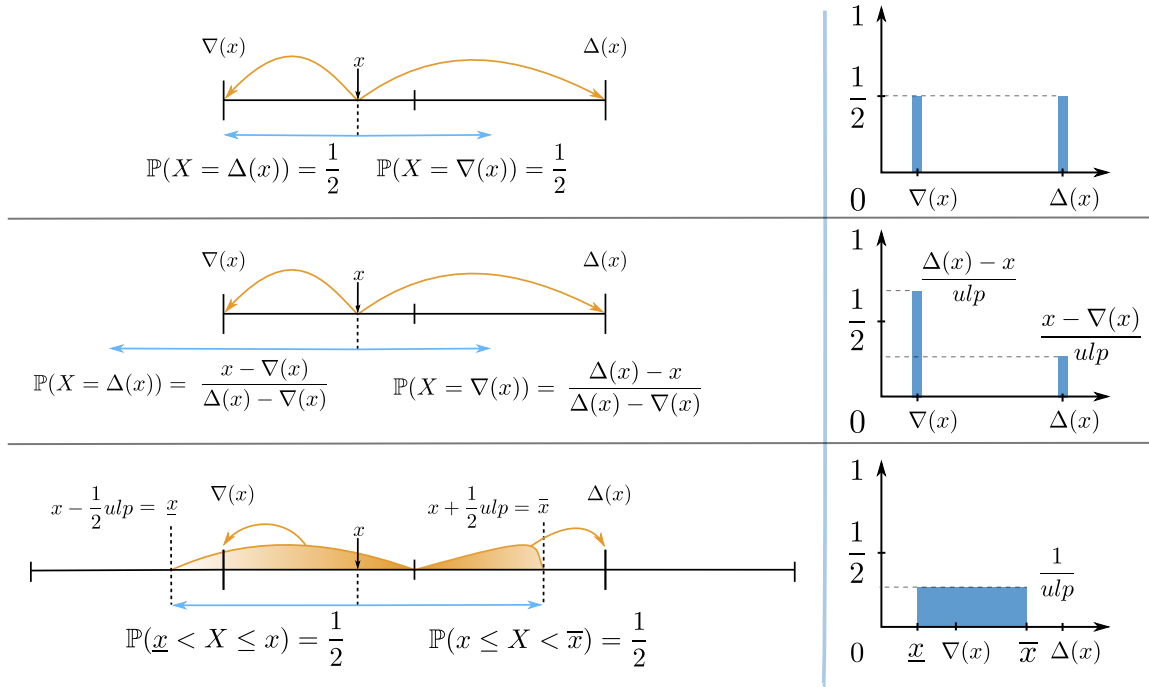 ∇(x) x Δ(x)
ℙ(X = Δ(x)) = 1/2 ℙ(X = ∇(x)) = 1/2
1
1/2
0 ∇(x) Δ(x)
∇(x) x Δ(x)
ℙ(X = Δ(x)) = (x − ∇(x))/(Δ(x) − ∇(x)) ℙ(X = ∇(x)) = (Δ(x) − x)/(Δ(x) − ∇(x))
1
(Δ(x) − x)/ulp
1/2 (x − ∇(x))/ulp
0 ∇(x) Δ(x)
x − 1/2 ulp = x̲ ∇(x) x x + 1/2 ulp = x̅ Δ(x)
ℙ(x̲ < X ≤ x) = 1/2 ℙ(x ≤ X < x̅) = 1/2
1
1/2 1/ulp
0 x̲ ∇(x) x̅ Δ(x)